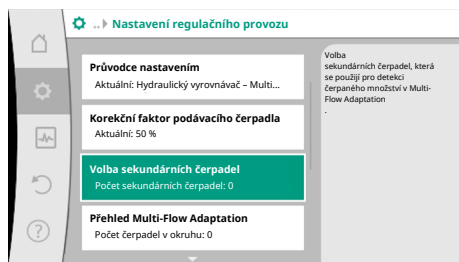 ..▸ Nastavení regulačního provozu
Průvodce nastavením
Aktuální: Hydraulický vyrovnávač – Multi...
Korekční faktor podávacího čerpadla
Aktuální: 50 %
Volba sekundárních čerpadel
Počet sekundárních čerpadel: 0
Přehled Multi-Flow Adaptation
Počet čerpadel v okruhu: 0
Volba
sekundárních čerpadel, která
se použijí pro detekci
čerpaného množství v Multi-
Flow Adaptation
.